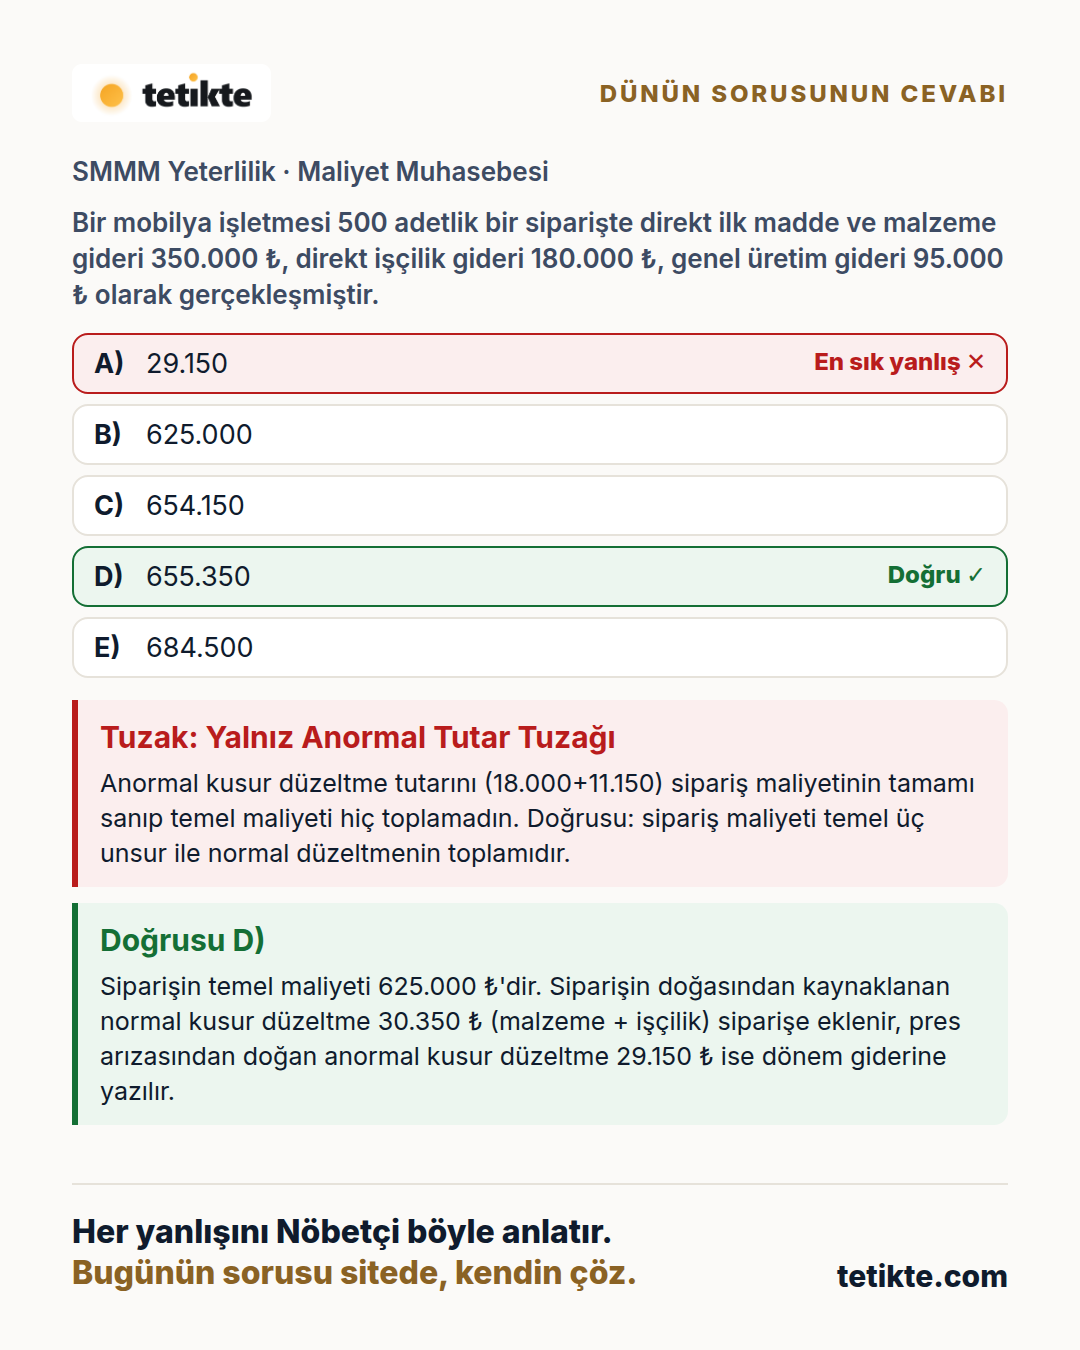 tetikte
DÜNÜN SORUSUNUN CEVABI
SMMM Yeterlilik · Maliyet Muhasebesi
Bir mobilya işletmesi 500 adetlik bir siparişte direkt ilk madde ve malzeme
gideri 350.000 ₺, direkt işçilik gideri 180.000 ₺, genel üretim gideri 95.000
₺ olarak gerçekleşmiştir.
A) 29.150 En sık yanlış ✕
B) 625.000
C) 654.150
D) 655.350 Doğru ✓
E) 684.500
Tuzak: Yalnız Anormal Tutar Tuzağı
Anormal kusur düzeltme tutarını (18.000+11.150) sipariş maliyetinin tamamı
sanıp temel maliyeti hiç toplamadın. Doğrusu: sipariş maliyeti temel üç
unsur ile normal düzeltmenin toplamıdır.
Doğrusu D)
Siparişin temel maliyeti 625.000 ₺'dir. Siparişin doğasından kaynaklanan
normal kusur düzeltme 30.350 ₺ (malzeme + işçilik) siparişe eklenir, pres
arızasından doğan anormal kusur düzeltme 29.150 ₺ ise dönem giderine
yazılır.
Her yanlışını Nöbetçi böyle anlatır.
Bugünün sorusu sitede, kendin çöz.
tetikte.com